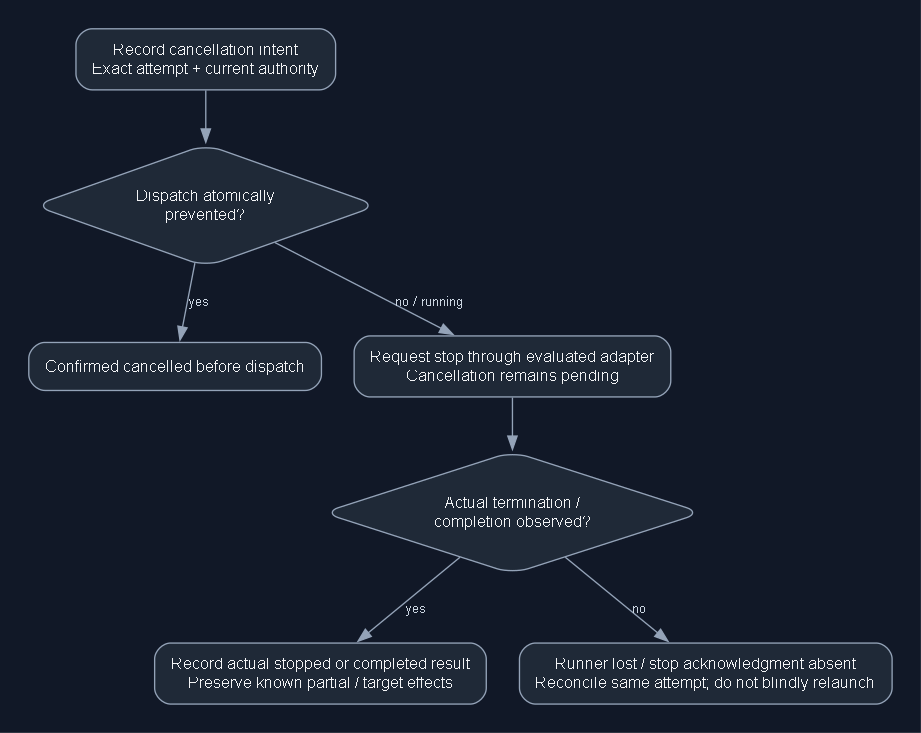 Record cancellation intent
Exact attempt + current authority
Dispatch atomically
prevented?
yes
no / running
Confirmed cancelled before dispatch
Request stop through evaluated adapter
Cancellation remains pending
Actual termination /
completion observed?
yes
no
Record actual stopped or completed result
Preserve known partial / target effects
Runner lost / stop acknowledgment absent
Reconcile same attempt; do not blindly relaunch